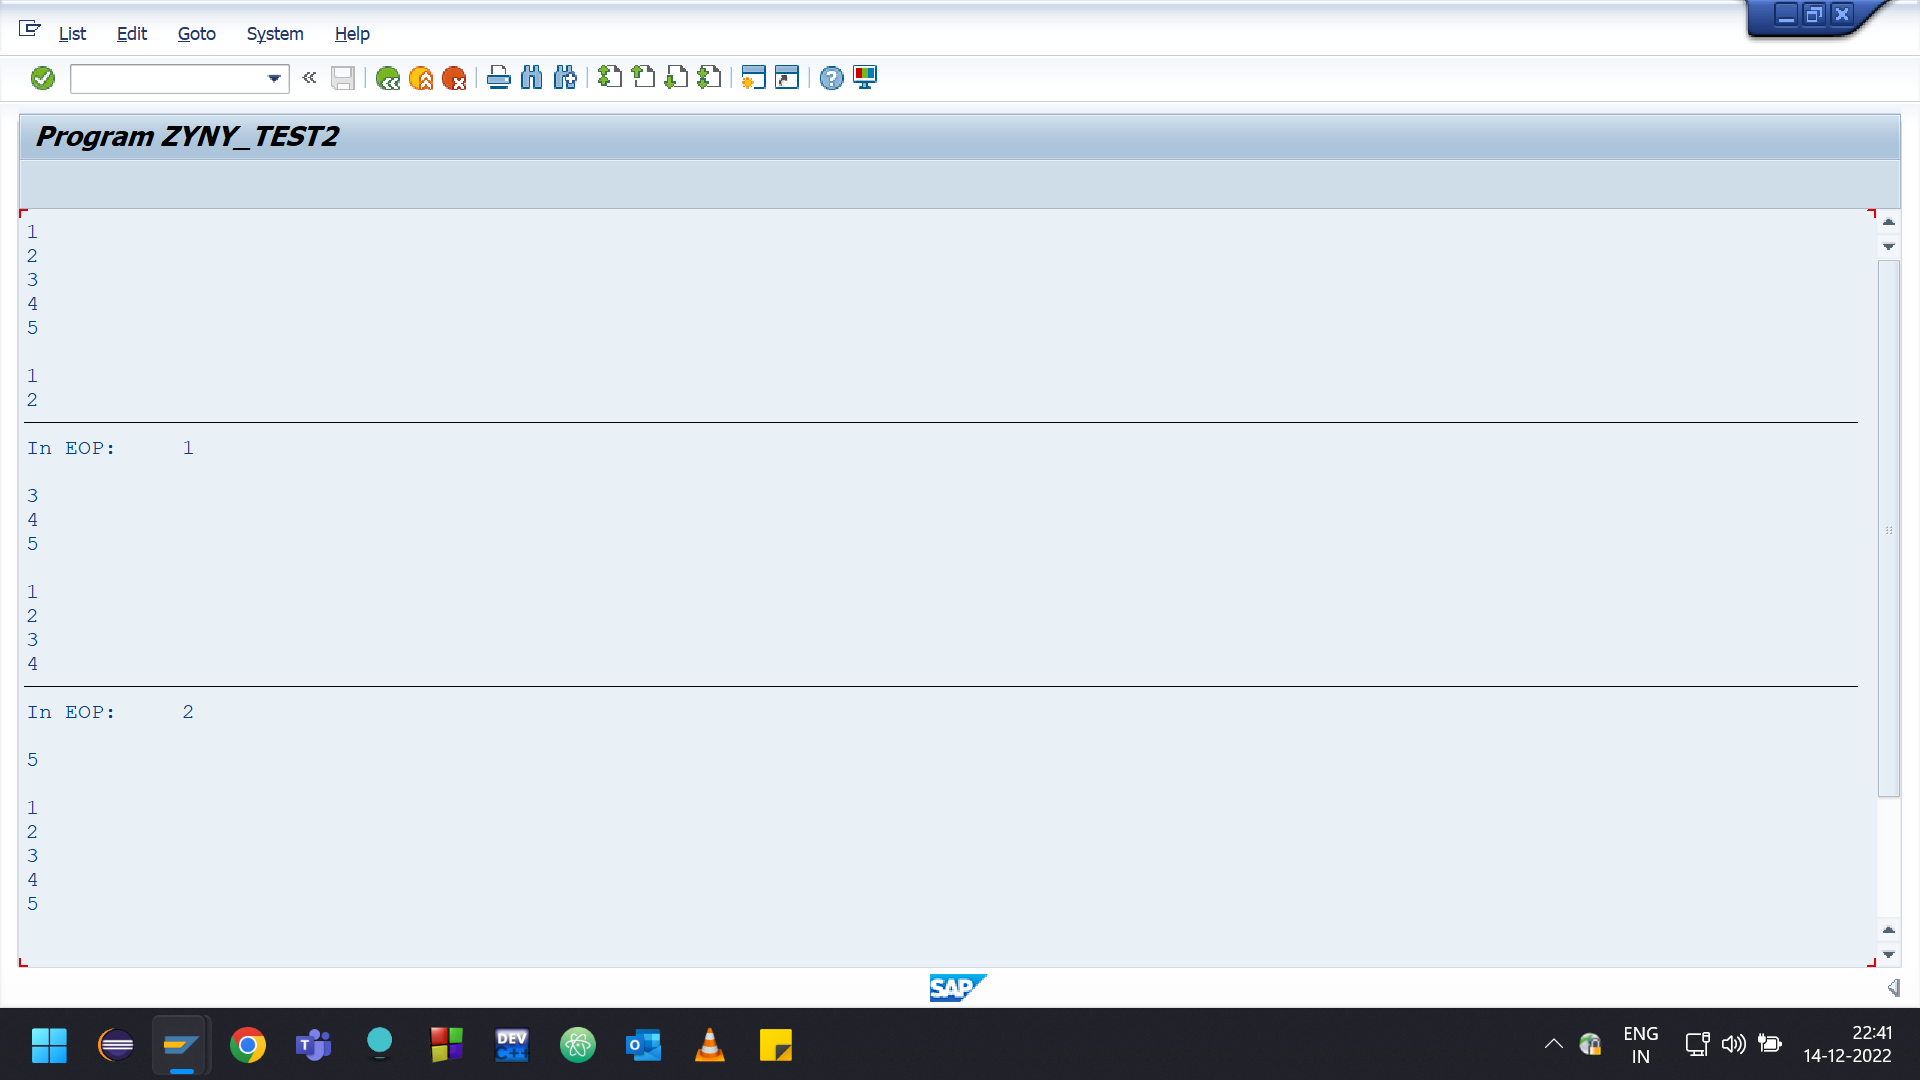 List Edit Goto System Help
Program ZYNY_TEST2
1
2
3
4
5
1
2
In EOP: 1
3
4
5
1
2
3
4
In EOP: 2
5
1
2
3
4
5
SAP
T
DEV
C++
O
ENG
IN
22:41
14-12-2022